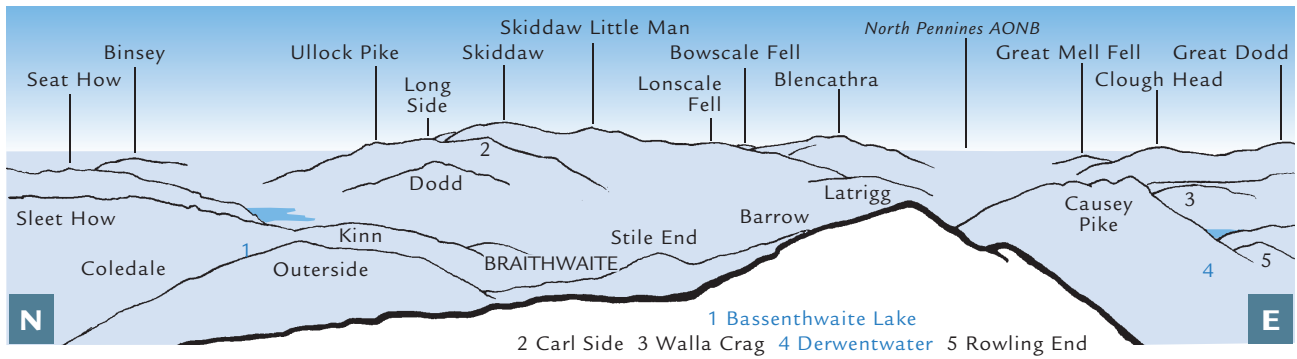 Skiddaw Little Man
North Pennines AONB
Binsey
Ullock Pike
Skiddaw
Bowscale Fell
Great Mell Fell
Great Dodd
Seat How
Long
Side
Lonscale
Fell
Blencathra
Clough Head
2
Dodd
Latrigg
3
Sleet How
Barrow
Causey
Pike
1
Kinn
Stile End
Coledale
Outerside
BRAITHWAITE
4
5
N
E
1 Bassenthwaite Lake
2 Carl Side 3 Walla Crag 4 Derwentwater 5 Rowling End